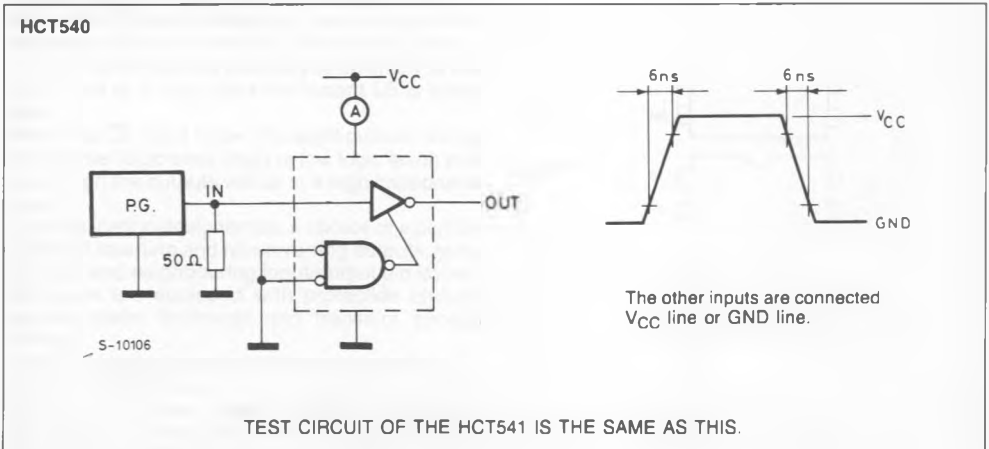 HCT540
VCC
A
P.G.
IN
50Ω
OUT
S-10106
6ns
6ns
VCC
GND
The other inputs are connected
VCC line or GND line.
TEST CIRCUIT OF THE HCT541 IS THE SAME AS THIS.